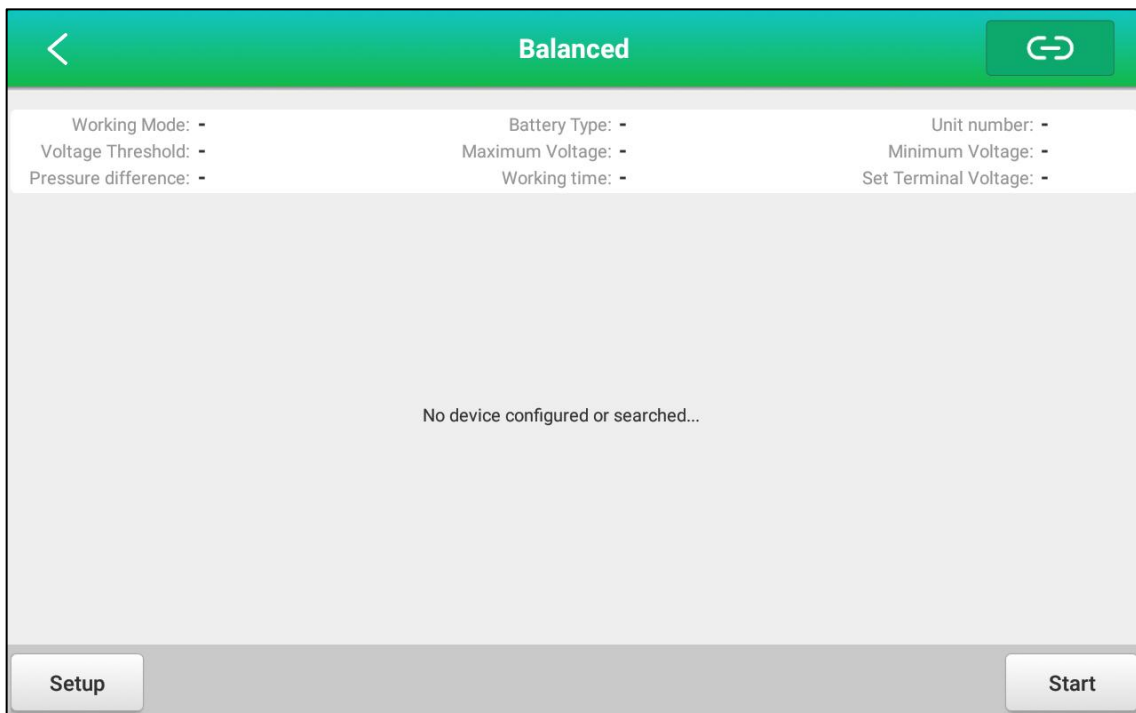 Balanced
Working Mode: - Battery Type: - Unit number: -
Voltage Threshold: - Maximum Voltage: - Minimum Voltage: -
Pressure difference: - Working time: - Set Terminal Voltage: -
No device configured or searched...
Setup Start